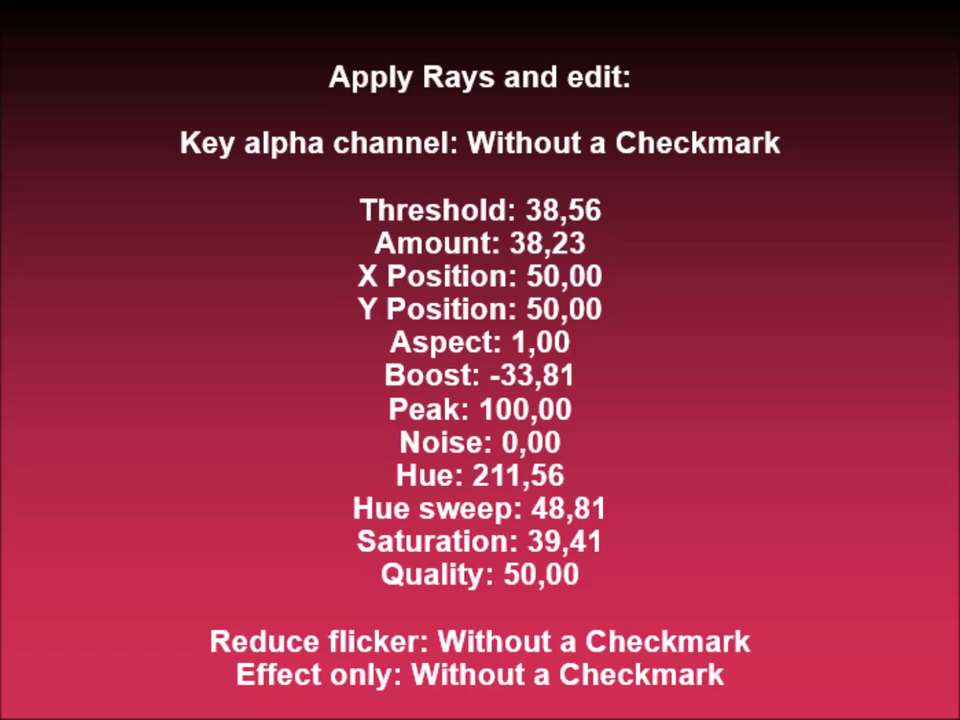 Apply Rays and edit:
Key alpha channel: Without a Checkmark
Threshold: 38,56
Amount: 38,23
X Position: 50,00
Y Position: 50,00
Aspect: 1,00
Boost: -33,81
Peak: 100,00
Noise: 0,00
Hue: 211,56
Hue sweep: 48,81
Saturation: 39,41
Quality: 50,00
Reduce flicker: Without a Checkmark
Effect only: Without a Checkmark